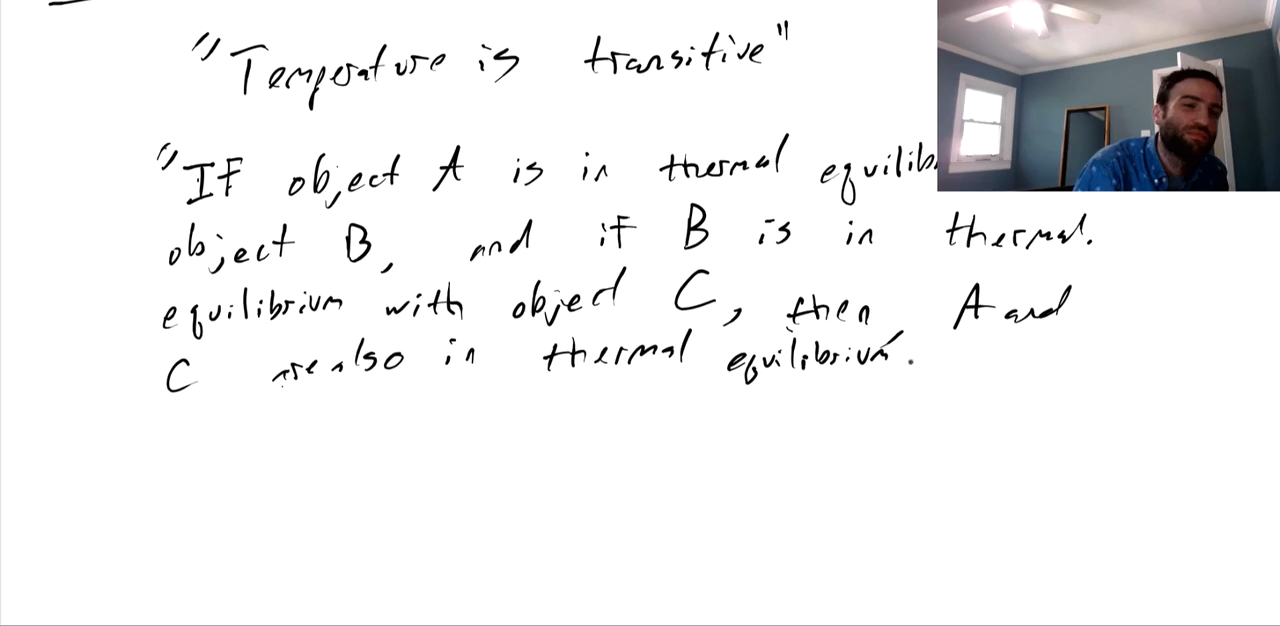 "Temperature is transitive"
"If object A is in thermal equilib
object B, and if B is in thermal.
equilibrium with object C, then A and
C are also in thermal equilibrium.